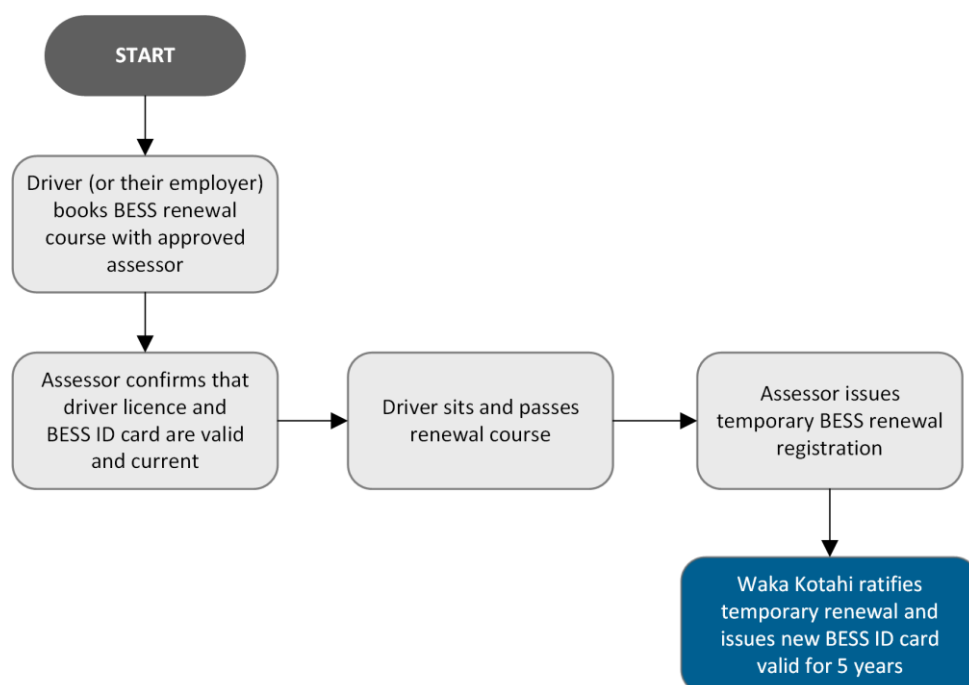 START
Driver (or their employer)
books BESS renewal
course with approved
assessor
Assessor confirms that
driver licence and
BESS ID card are valid
and current
Driver sits and passes
renewal course
Assessor issues
temporary BESS renewal
registration
Waka Kotahi ratifies
temporary renewal and
issues new BESS ID card
valid for 5 years